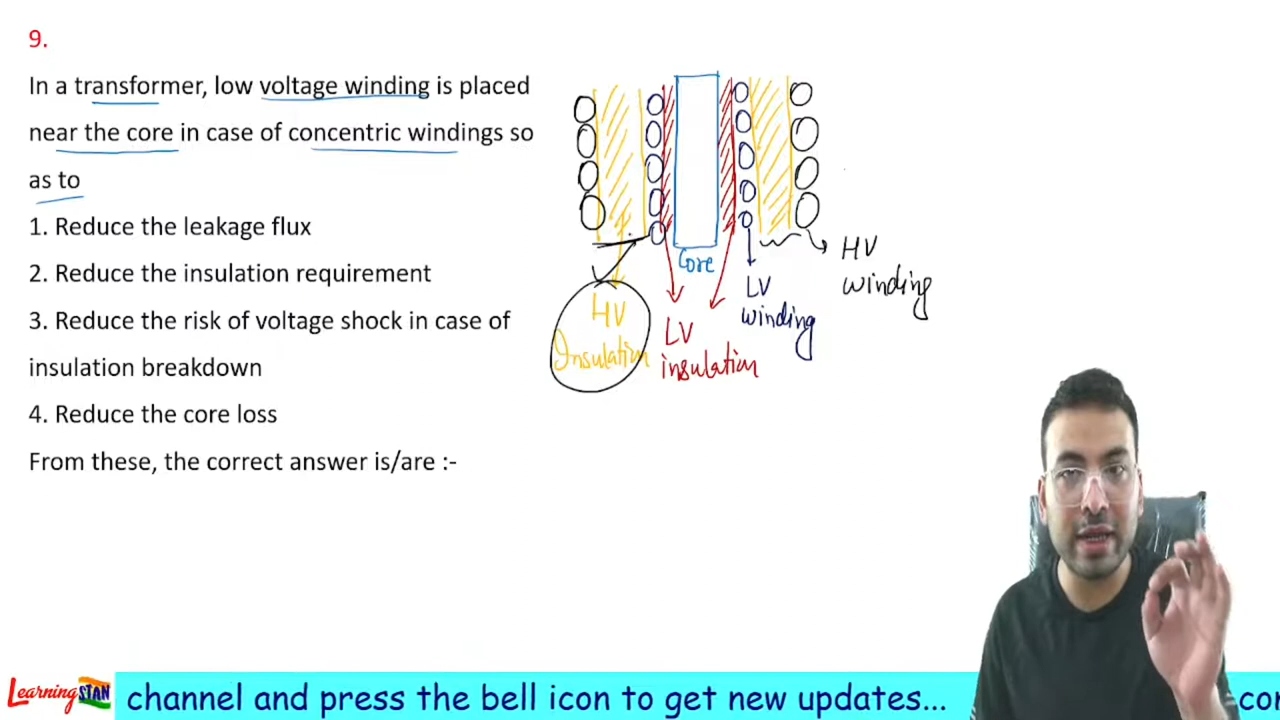 9.
In a transformer, low voltage winding is placed
near the core in case of concentric windings so
as to
1. Reduce the leakage flux
2. Reduce the insulation requirement
3. Reduce the risk of voltage shock in case of
insulation breakdown
4. Reduce the core loss
From these, the correct answer is/are :-
Core
HV
winding
LV
winding
HV
Insulation
LV
insulation
LearningSTAN
channel and press the bell icon to get new updates...